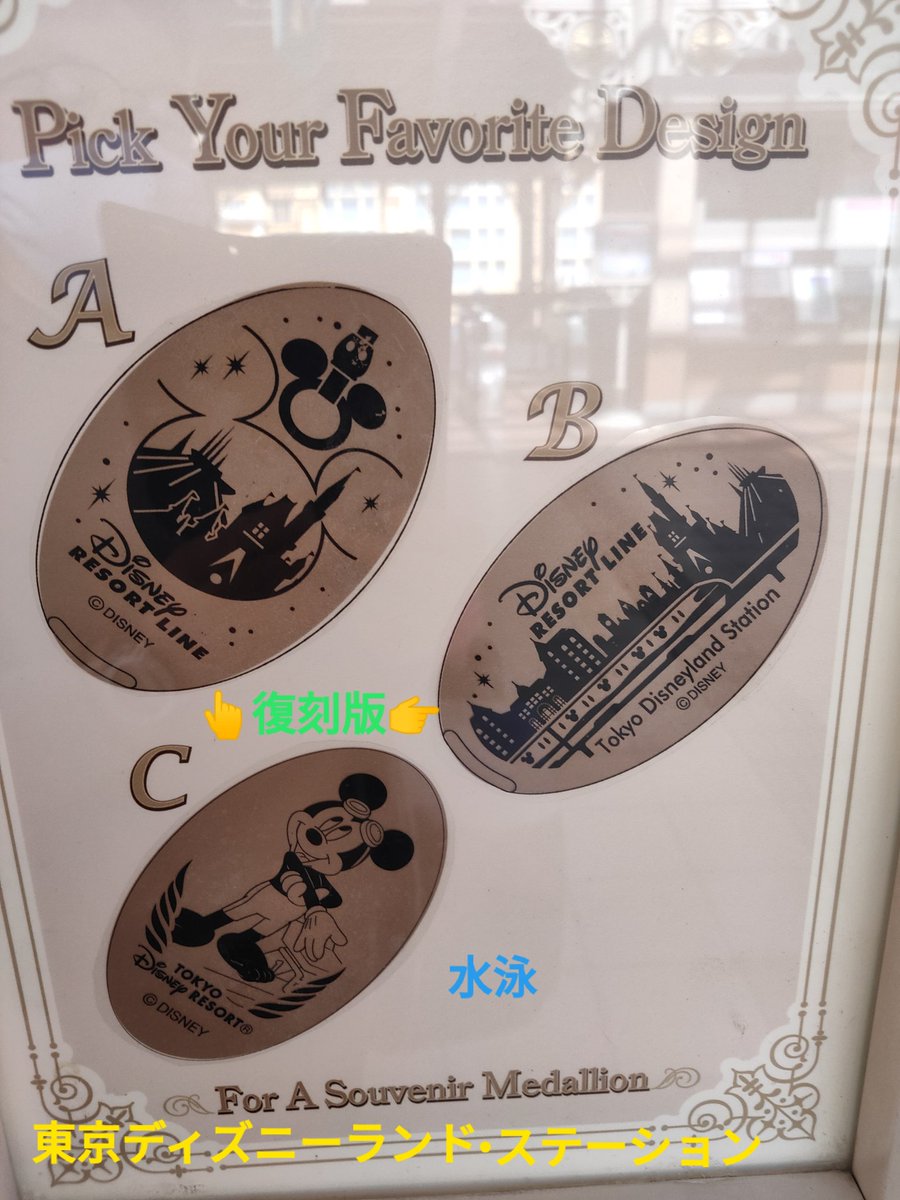 Pick Your Favorite Design
A
Disney
RESORT LINE
©DISNEY
B
Disney
RESORT LINE
Tokyo Disneyland Station
©DISNEY
👆復刻版👉
C
TOKYO
Disney RESORT®
©DISNEY
水泳
For A Souvenir Medallion
東京ディズニーランド・ステーション